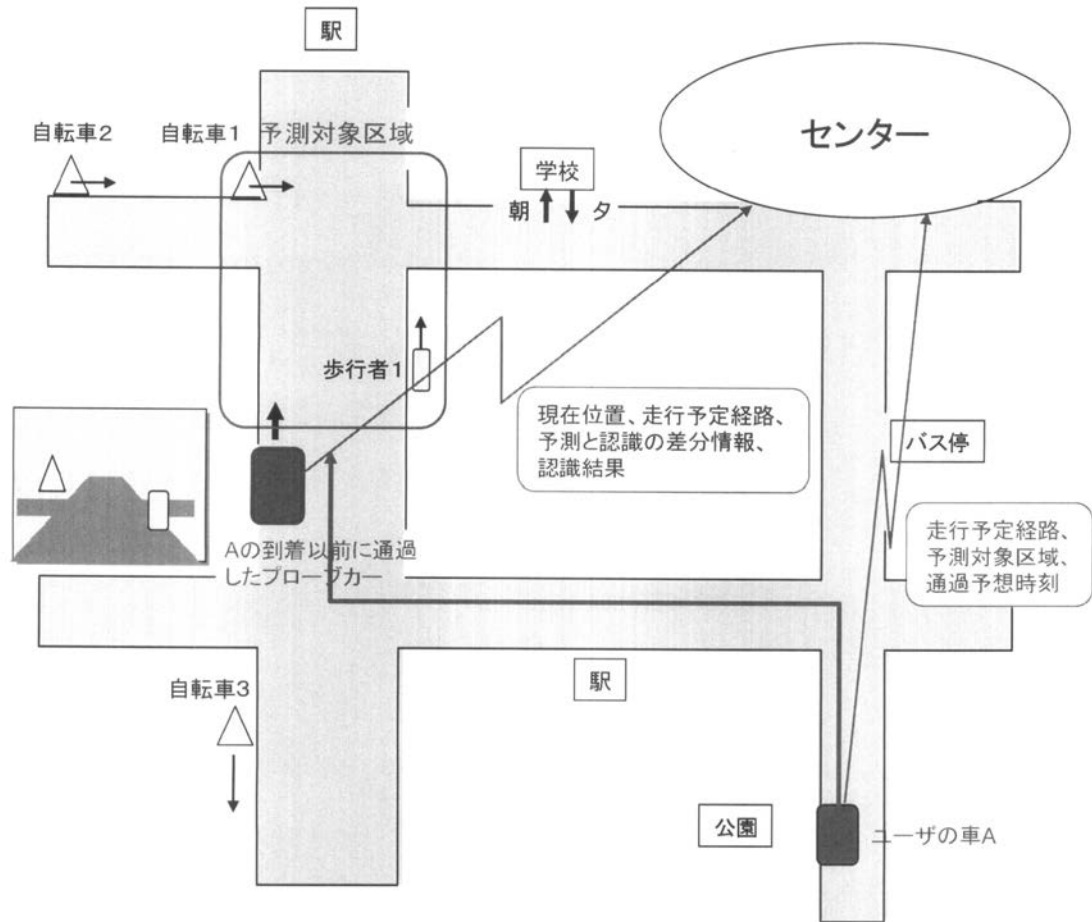 駅
自転車2
自転車1
予測対象区域
センター
学校
朝
夕
歩行者1
現在位置、走行予定経路、
予測と認識の差分情報、
認識結果
バス停
走行予定経路、
予測対象区域、
通過予想時刻
Aの到着以前に通過
したプローブカー
自転車3
駅
公園
ユーザの車A